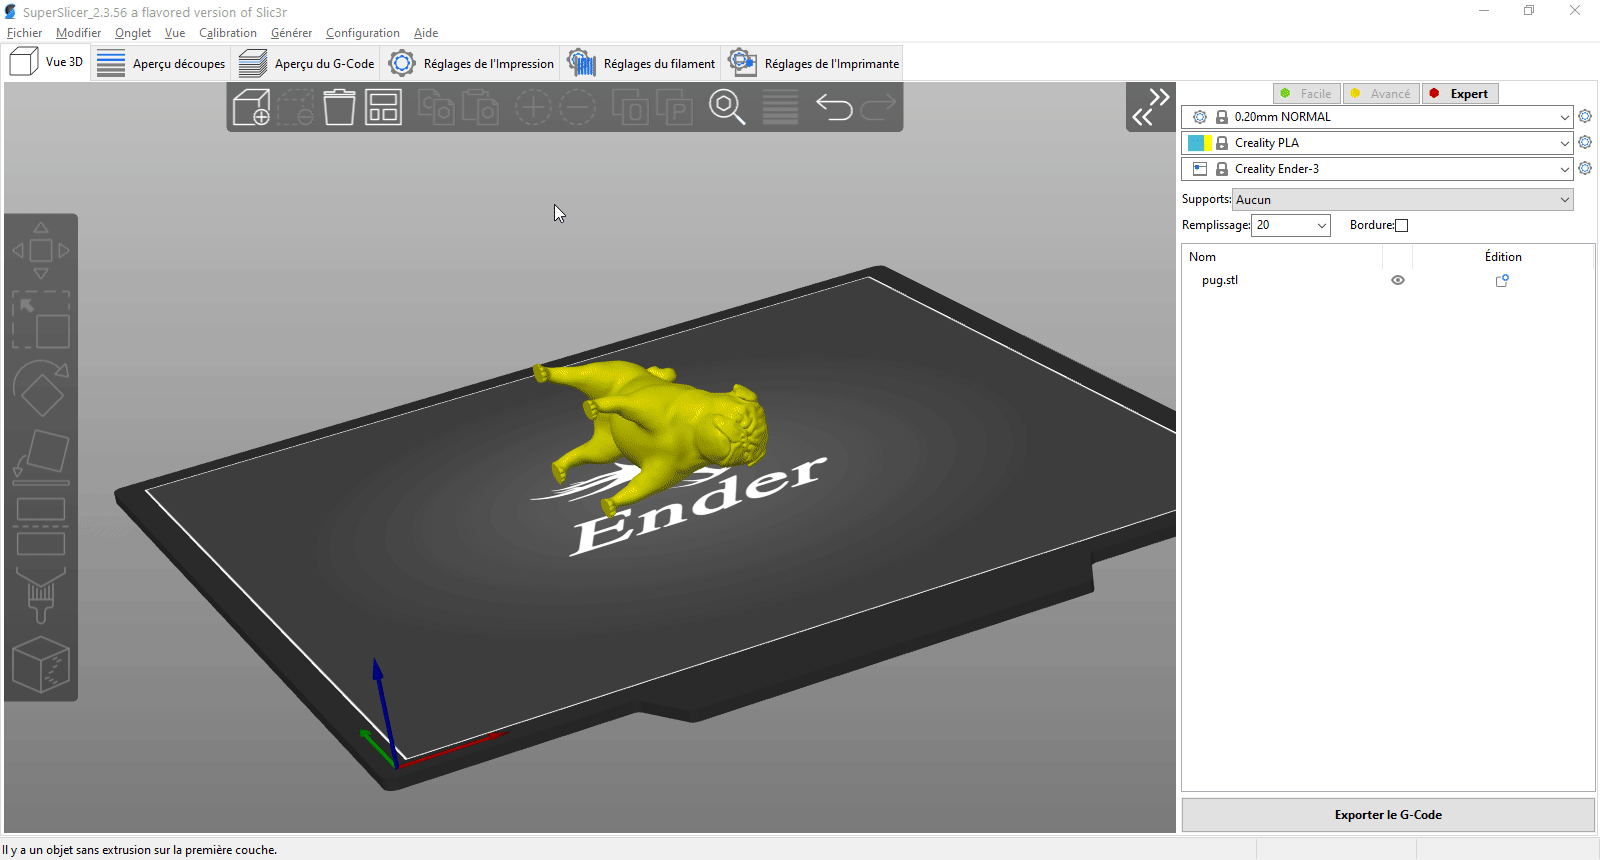 SuperSlicer_2.3.56 a flavored version of Slic3r
Fichier Modifier Onglet Vue Calibration Générer Configuration Aide
Vue 3D Aperçu découpes Aperçu du G-Code Réglages de l'Impression Réglages du filament Réglages de l'Imprimante
Facile Avancé Expert
0.20mm NORMAL
Creality PLA
Creality Ender-3
Supports: Aucun
Remplissage: 20 Bordure:
Nom Édition
pug.stl
Ender
Exporter le G-Code
Il y a un objet sans extrusion sur la première couche.